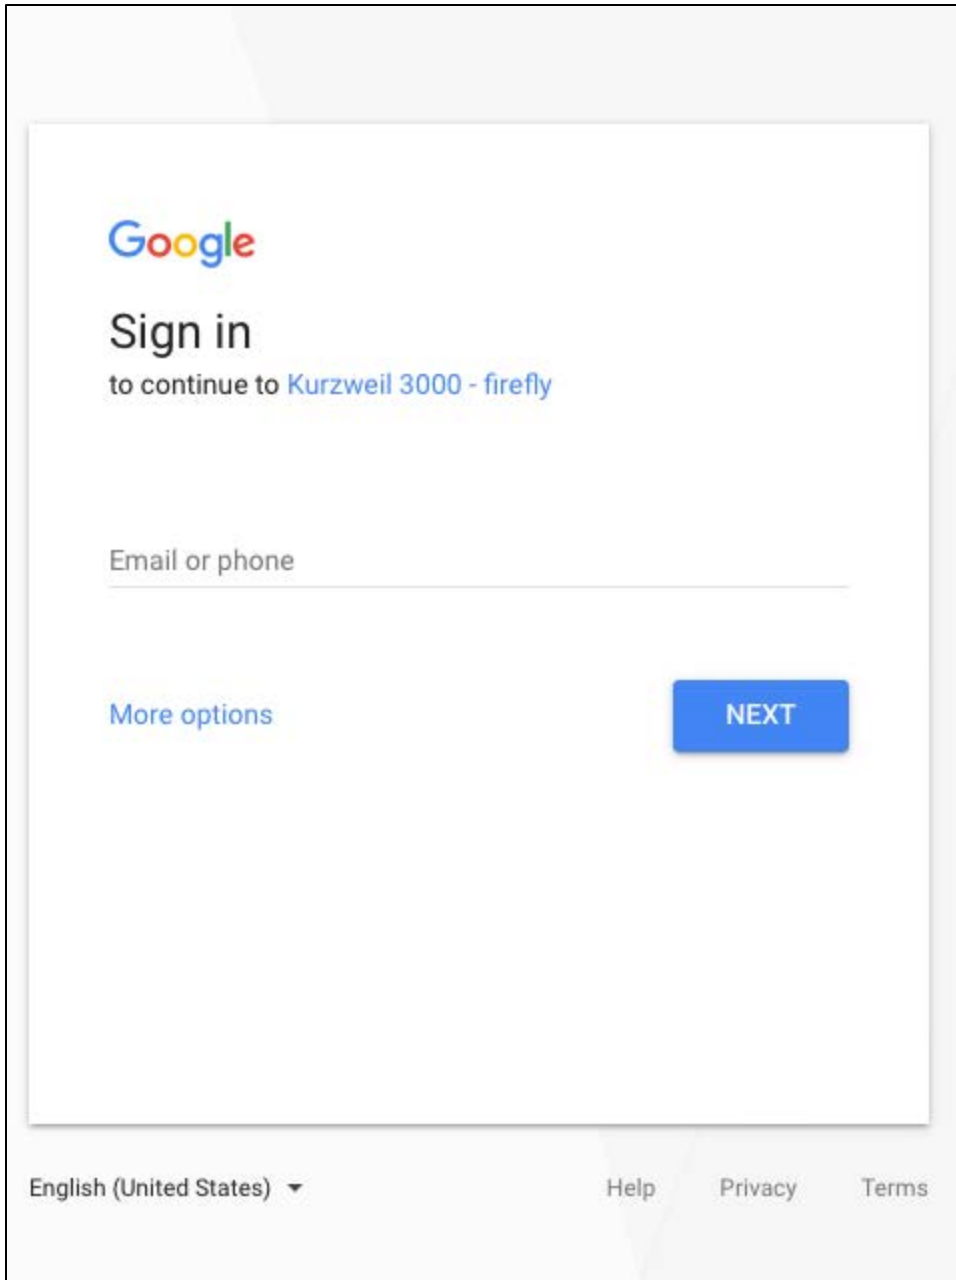 Google
Sign in
to continue to Kurzweil 3000 - firefly
Email or phone
More options
NEXT
English (United States)
Help Privacy Terms